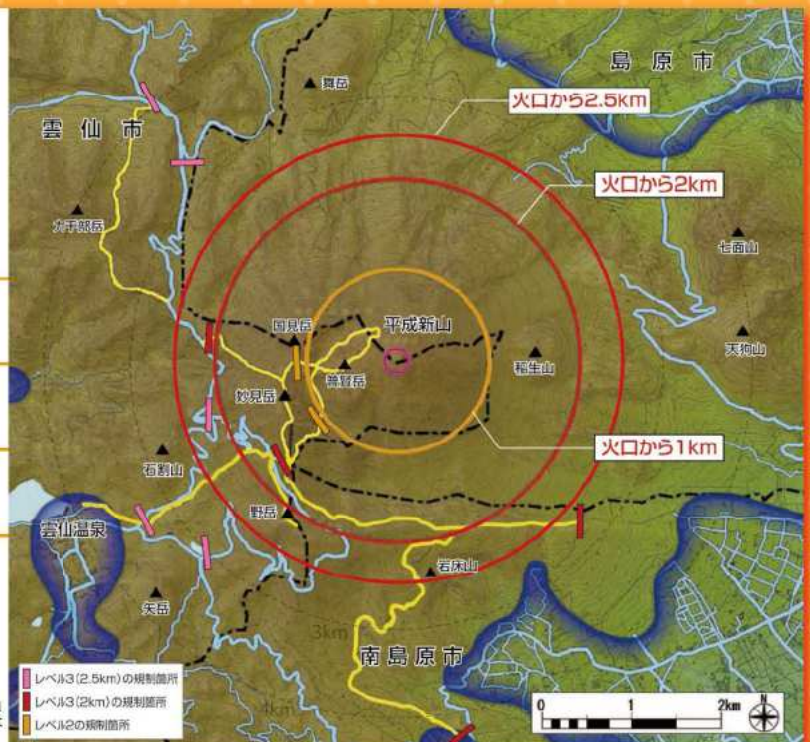 島原市
舞岳
火口から2.5km
雲仙市
火口から2km
七面山
平成新山
国見岳
天狗山
稲生山
普賢岳
妙見岳
火口から1km
石割山
雲仙温泉
野岳
岩床山
矢岳
3km
南島原市
4km
レベル3(2.5km)の規制箇所
レベル3(2km)の規制箇所
レベル2の規制箇所
0 1 2km
N